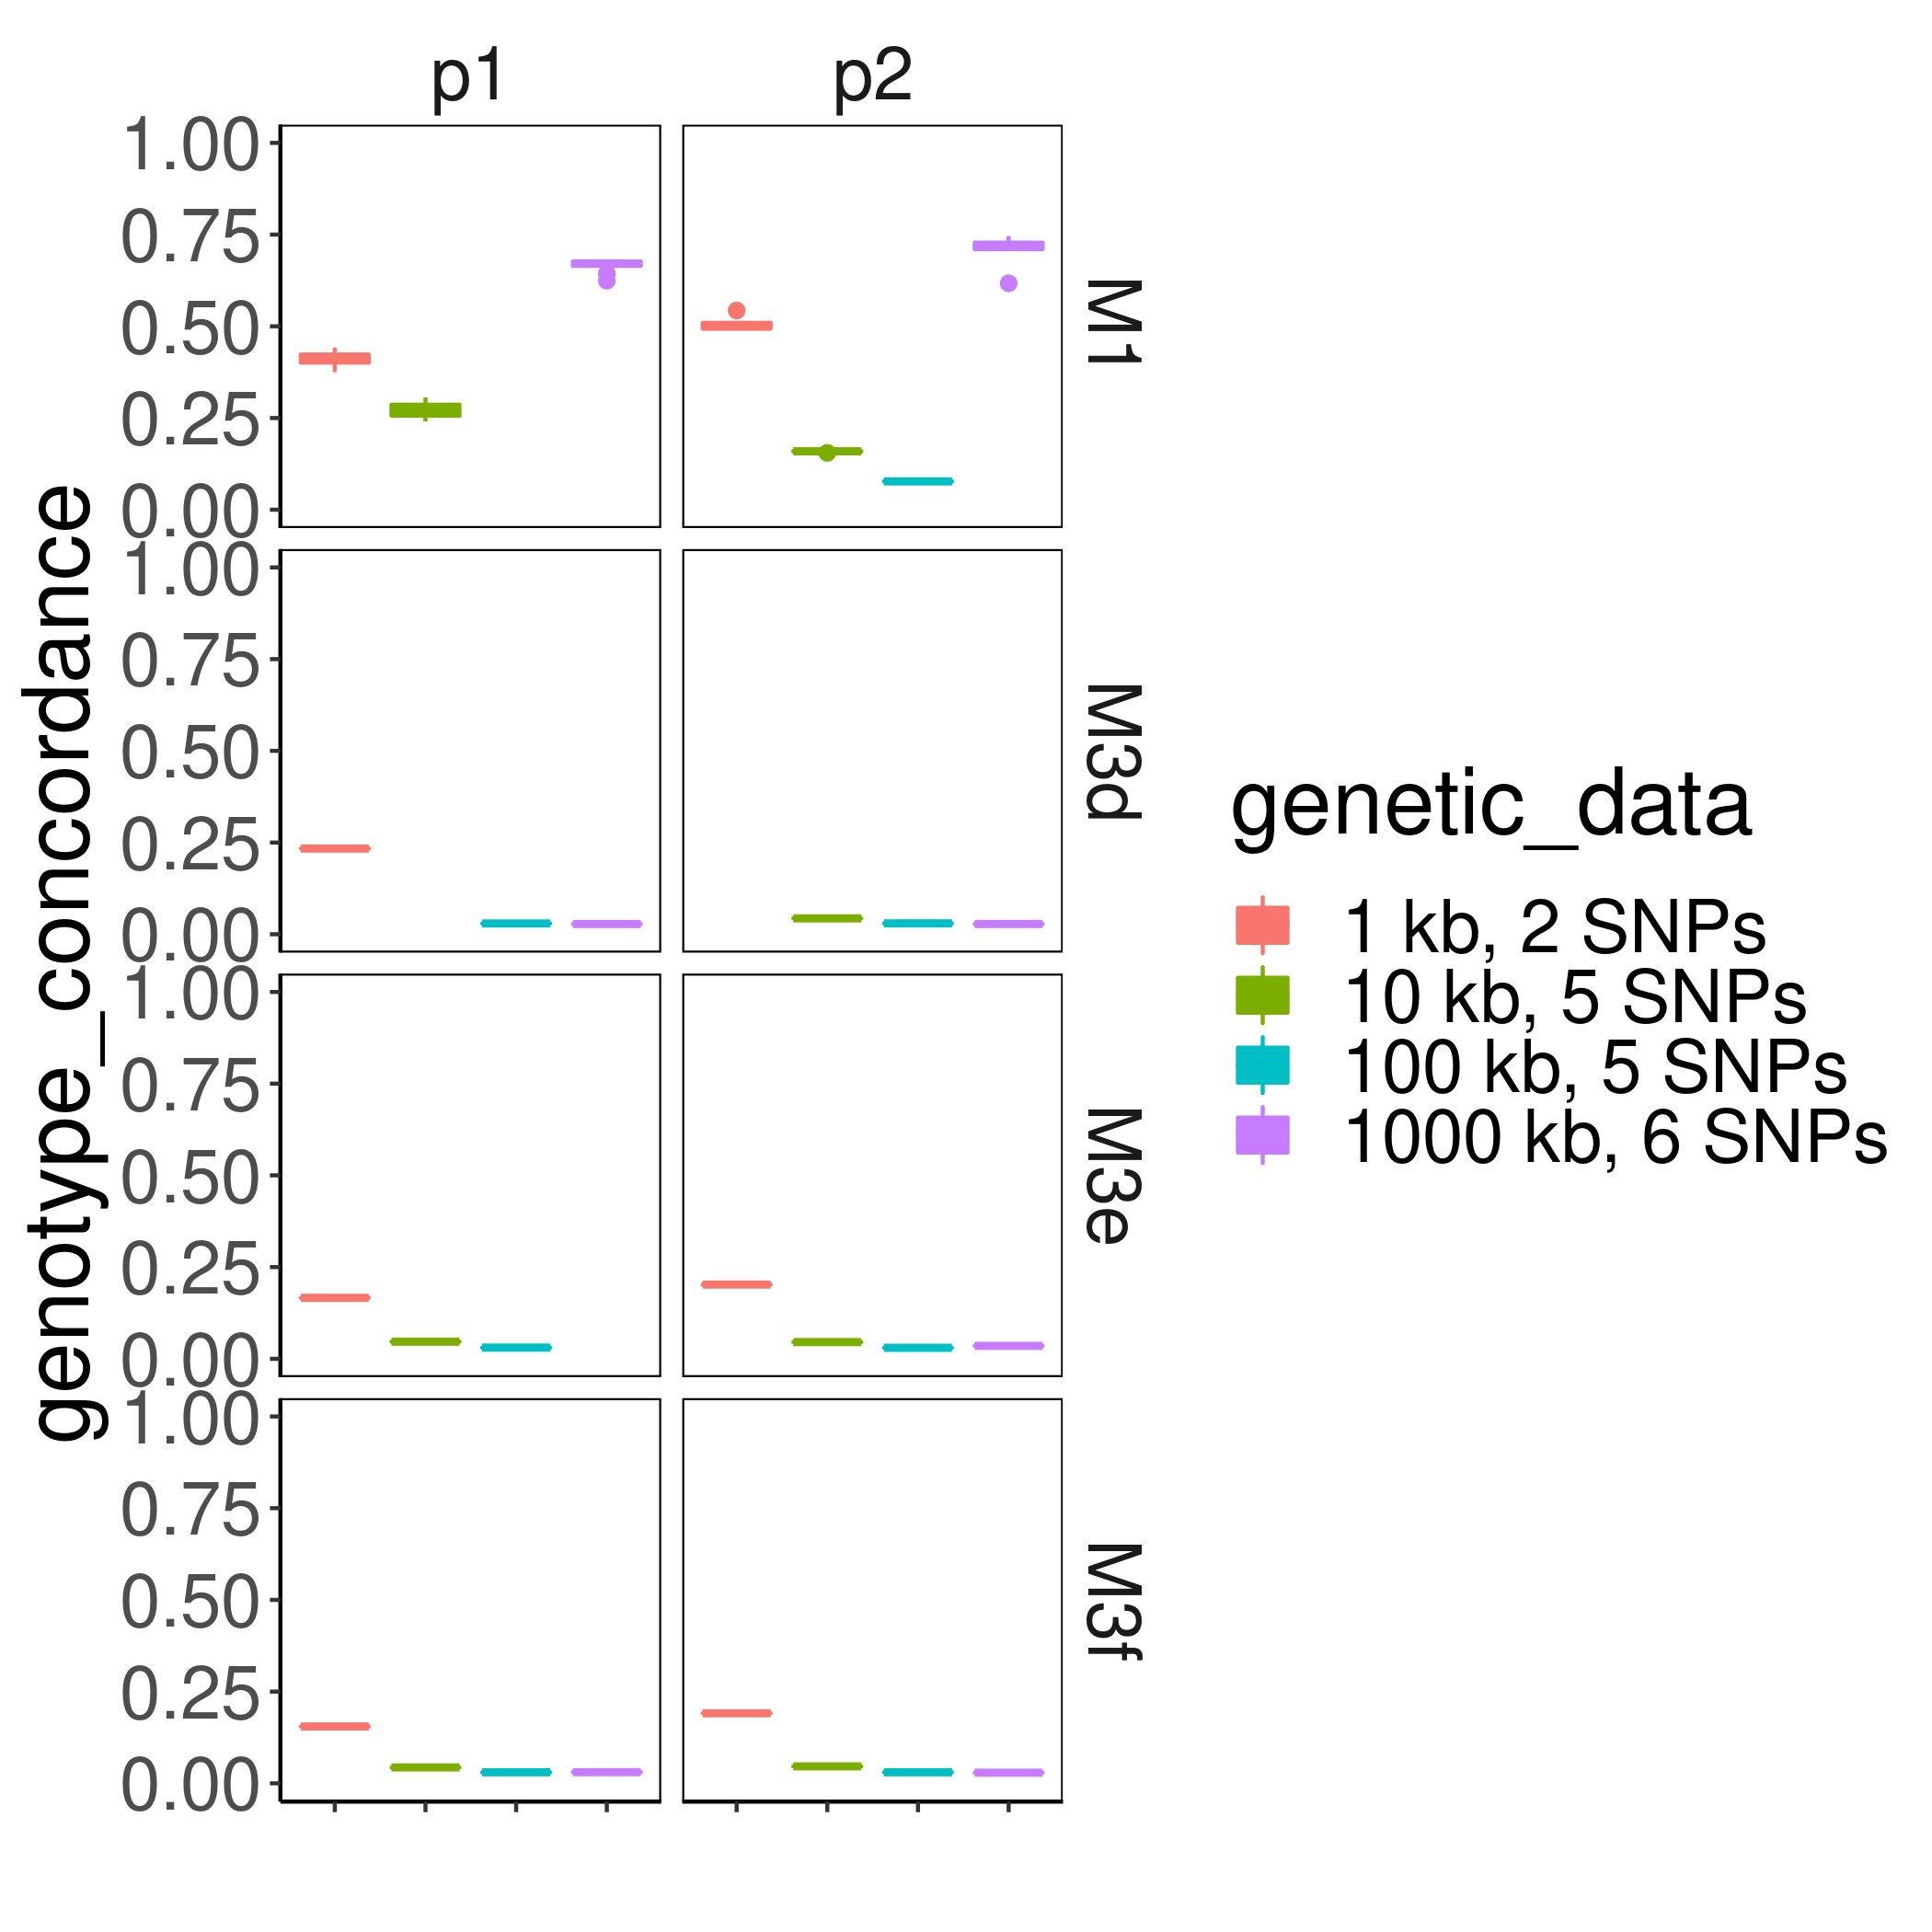 p1 p2
1.00
0.75
0.50
0.25
0.00
M1
1.00
0.75
0.50
0.25
0.00
M3d
1.00
0.75
0.50
0.25
0.00
M3e
1.00
0.75
0.50
0.25
0.00
M3f
genotype_concordance
genetic_data
1 kb, 2 SNPs
10 kb, 5 SNPs
100 kb, 5 SNPs
1000 kb, 6 SNPs